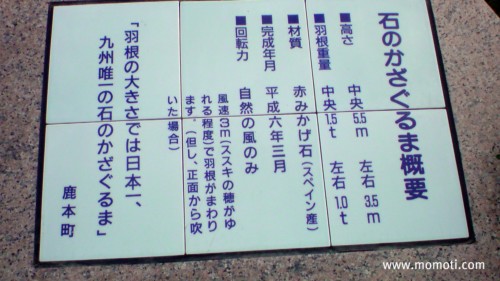 石のかざぐるま概要
■高さ 中央 5.5m 左右 3.5m
■羽根重量 中央 1.5t 左右 1.0t
■材質 赤みかげ石(スペイン産)
■完成年月 平成六年三月
■回転力 自然の風のみ
風速3m(ススキの穂がゆ
れる程度)で羽根がまわり
ます。(但し、正面から吹
いた場合)
「羽根の大きさでは日本一、
九州唯一の石のかざぐるま」
鹿本町
www.momoti.com